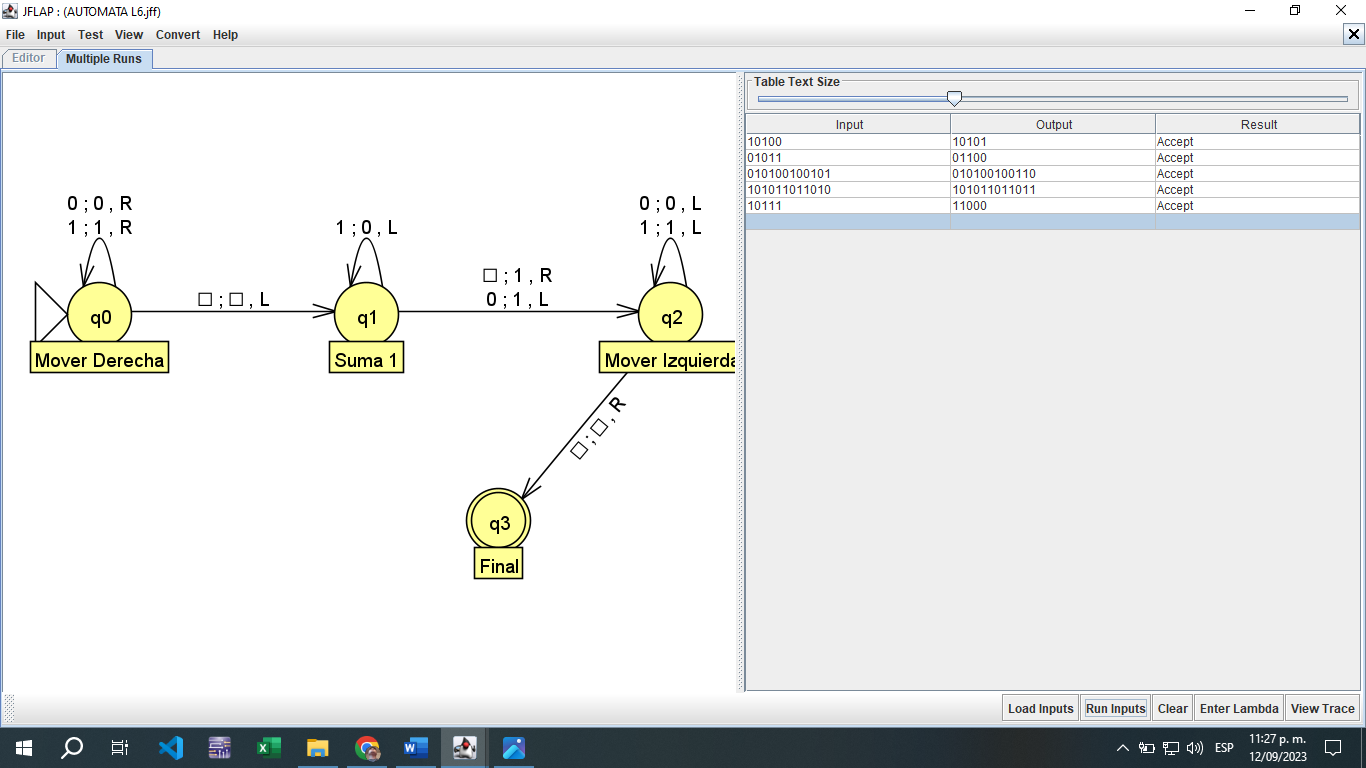 JFLAP : (AUTOMATA L6.jff)
File Input Test View Convert Help
Editor Multiple Runs
Table Text Size
Input Output Result
10100 10101 Accept
01011 01100 Accept
010100100101 010100100110 Accept
101011011010 101011011011 Accept
10111 11000 Accept
0 ; 0 , R
1 ; 1 , R
1 ; 0 , L
□ ; 1 , R
0 ; 1 , L
0 ; 0 , L
1 ; 1 , L
□ ; □ , L
q0
q1
q2
Mover Derecha
Suma 1
Mover Izquierda
□ ; □ , R
q3
Final
Load Inputs Run Inputs Clear Enter Lambda View Trace
ESP
11:27 p. m.
12/09/2023